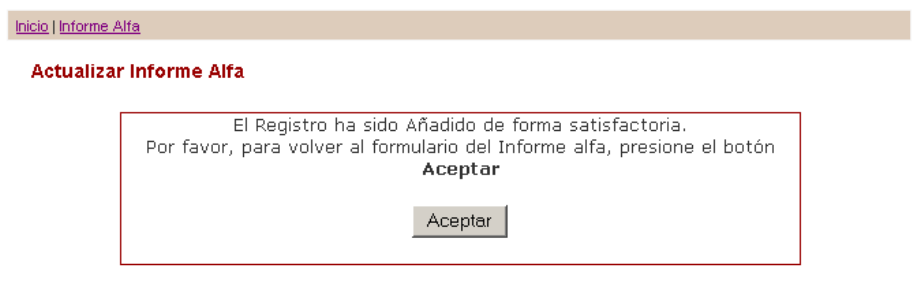 Inicio | Informe Alfa
Actualizar Informe Alfa
El Registro ha sido Añadido de forma satisfactoria.
Por favor, para volver al formulario del Informe alfa, presione el botón
Aceptar
Aceptar